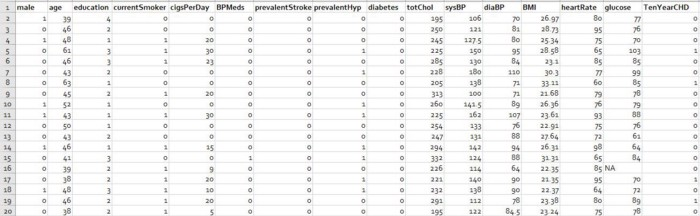 1 male age education currentSmoker cigsPerDay BPMeds prevalentStroke prevalentHyp diabetes totChol sysBP diaBP BMI heartRate glucose TenYearCHD
2 1 39 4 0 0 0 0 0 0 195 106 70 26.97 80 77 0
3 0 46 2 0 0 0 0 0 0 250 121 81 28.73 95 76 0
4 1 48 1 1 20 0 0 0 0 245 127.5 80 25.34 75 70 0
5 0 61 3 1 30 0 0 1 0 225 150 95 28.58 65 103 1
6 0 46 3 1 23 0 0 0 0 285 130 84 23.1 85 85 0
7 0 43 2 0 0 0 0 1 0 228 180 110 30.3 77 99 0
8 0 63 1 0 0 0 0 0 0 205 138 71 33.11 60 85 1
9 0 45 2 1 20 0 0 0 0 313 100 71 21.68 79 78 0
10 1 52 1 0 0 0 0 1 0 260 141.5 89 26.36 76 79 0
11 1 43 1 1 30 0 0 1 0 225 162 107 23.61 93 88 0
12 0 50 1 0 0 0 0 0 0 254 133 76 22.91 75 76 0
13 0 43 2 0 0 0 0 0 0 247 131 88 27.64 72 61 0
14 1 46 1 1 15 0 0 1 0 294 142 94 26.31 98 64 0
15 0 41 3 0 0 1 0 1 0 332 124 88 31.31 65 84 0
16 0 39 2 1 9 0 0 0 0 226 114 64 22.35 85 NA 0
17 0 38 2 1 20 0 0 1 0 221 140 90 21.35 95 70 1
18 1 48 3 1 10 0 0 1 0 232 138 90 22.37 64 72 0
19 0 46 2 1 20 0 0 0 0 291 112 78 23.38 80 89 1
20 0 38 2 1 5 0 0 0 0 195 122 84.5 23.24 75 78 0